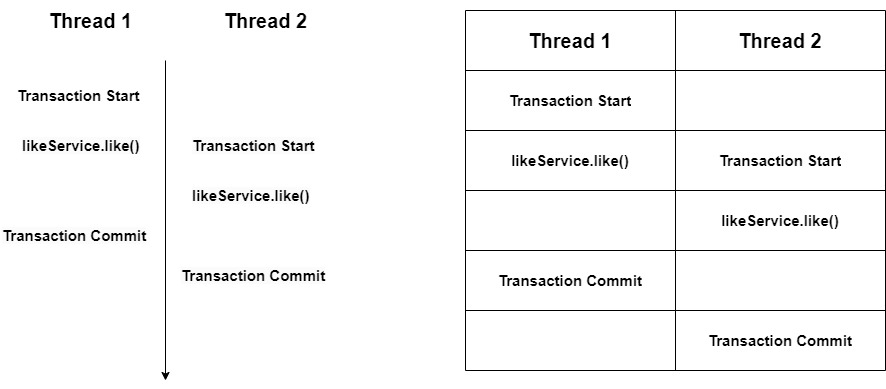 Thread 1
Thread 2
Transaction Start
likeService.like()
Transaction Start
likeService.like()
Transaction Commit
Transaction Commit
Thread 1
Thread 2
Transaction Start
likeService.like()
Transaction Start
likeService.like()
Transaction Commit
Transaction Commit